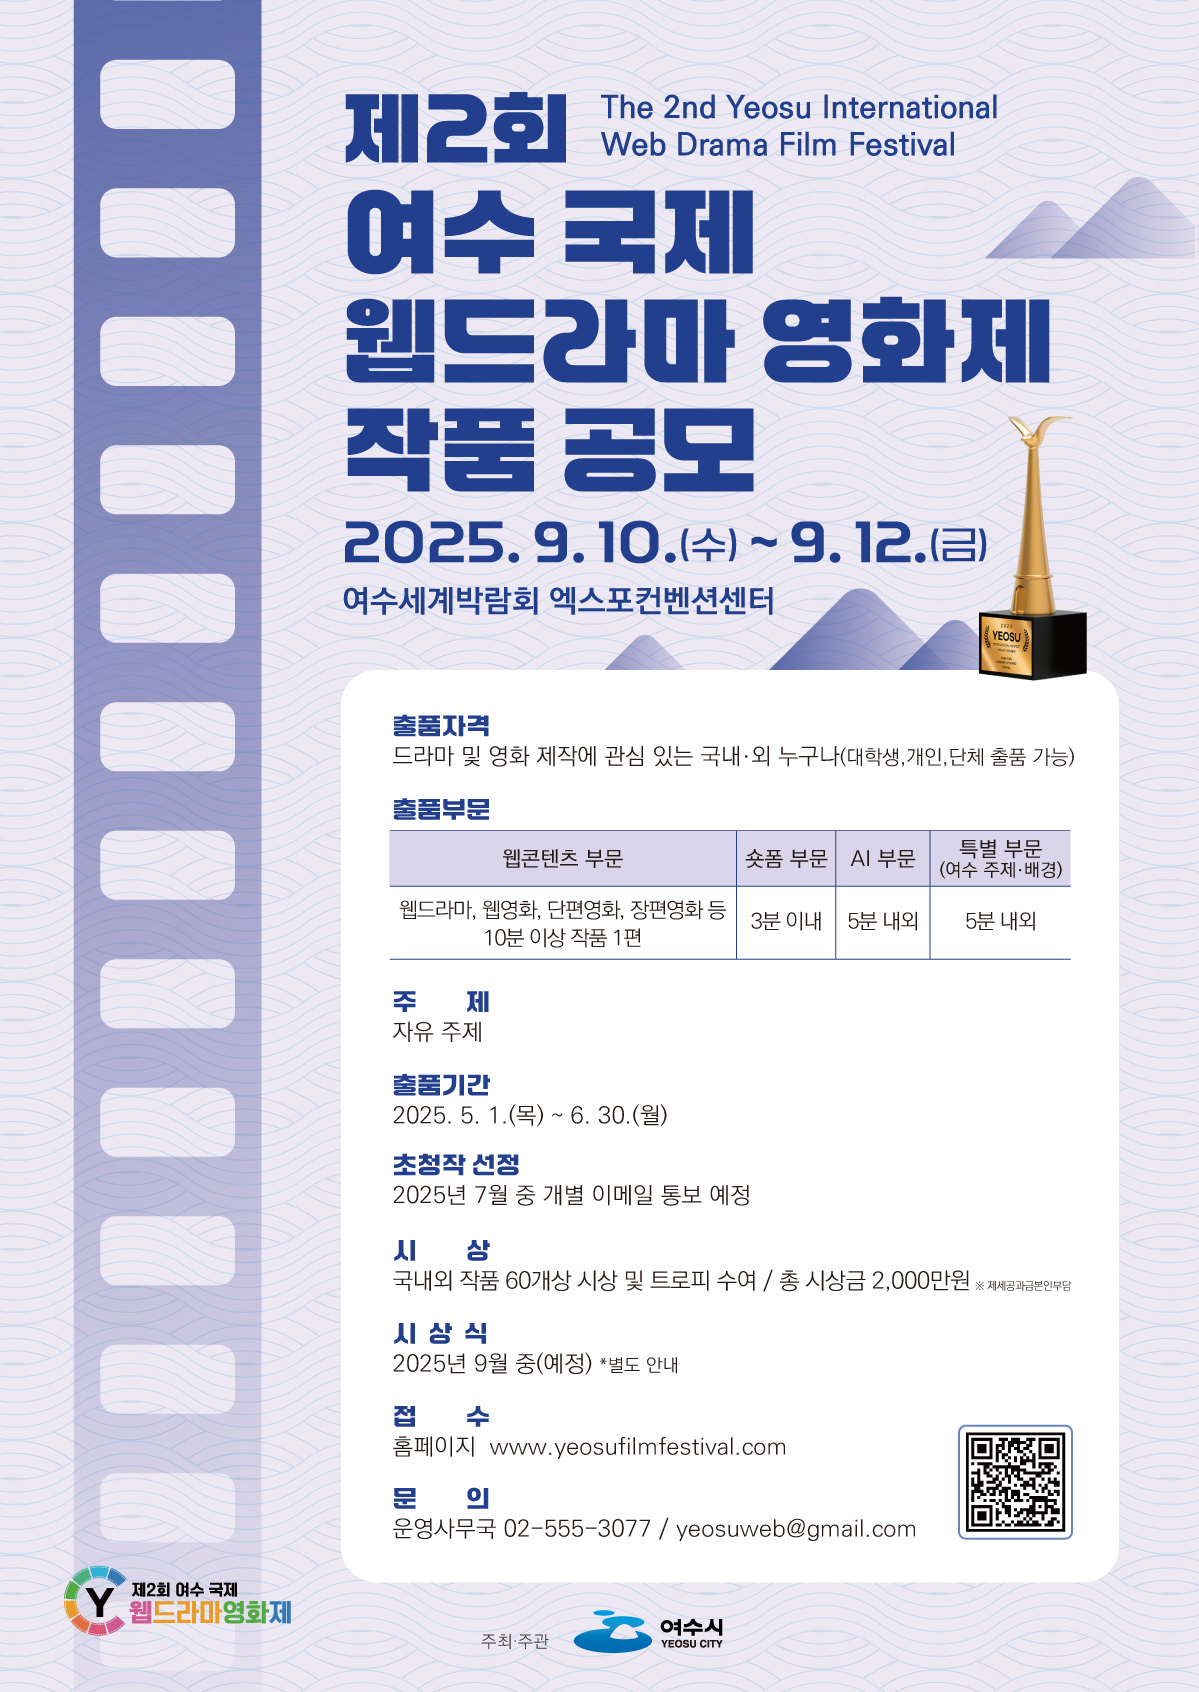 제2회
The 2nd Yeosu International
Web Drama Film Festival
여수 국제
웹드라마 영화제
작품 공모
2025. 9. 10.(수) ~ 9. 12.(금)
여수세계박람회 엑스포컨벤션센터
2025
YEOSU
출품자격
드라마 및 영화 제작에 관심 있는 국내·외 누구나(대학생,개인,단체 출품 가능)
출품부문
웹콘텐츠 부문
숏폼 부문
AI 부문
특별 부문
(여수 주제·배경)
웹드라마, 웹영화, 단편영화, 장편영화 등
10분 이상 작품 1편
3분 이내
5분 내외
5분 내외
주 제
자유 주제
출품기간
2025. 5. 1.(목) ~ 6. 30.(월)
초청작 선정
2025년 7월 중 개별 이메일 통보 예정
시 상
국내외 작품 60개상 시상 및 트로피 수여 / 총 시상금 2,000만원 ※ 제세공과금본인부담
시 상 식
2025년 9월 중(예정) *별도 안내
접 수
홈페이지 www.yeosufilmfestival.com
문 의
운영사무국 02-555-3077 / yeosuweb@gmail.com
Y
제2회 여수 국제
웹드라마영화제
주최·주관
여수시
YEOSU CITY